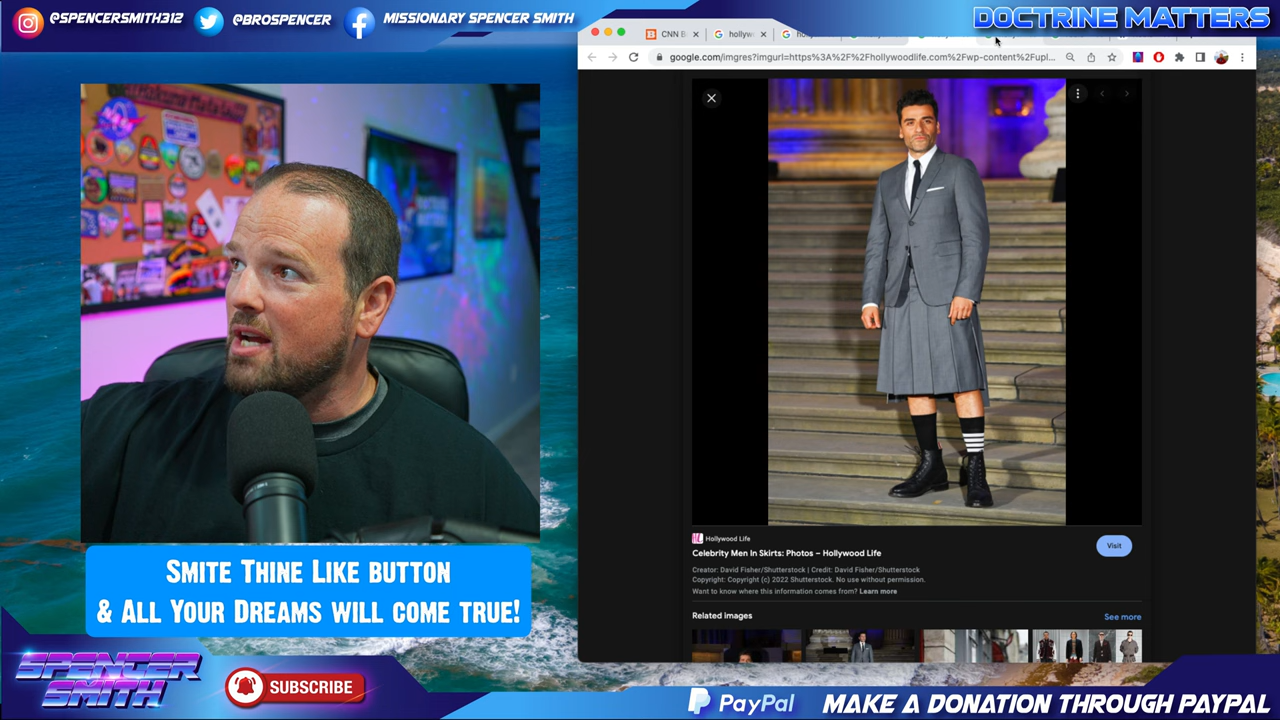 @SPENCERSMITH312
@BROSPENCER
MISSIONARY SPENCER SMITH
DOCTRINE MATTERS
CNN B
hollyw
google.com/imgres?imgurl=https%3A%2F%2Fhollywoodlife.com%2Fwp-content%2Fupl...
Hollywood Life
Celebrity Men In Skirts: Photos – Hollywood Life
Visit
Creator: David Fisher/Shutterstock | Credit: David Fisher/Shutterstock
Copyright: Copyright (c) 2022 Shutterstock. No use without permission.
Want to know where this information comes from? Learn more
Related images
See more
SMITE THINE LIKE BUTTON
& ALL YOUR DREAMS WILL COME TRUE!
SPENCER
SMITH
SUBSCRIBE
PayPal
MAKE A DONATION THROUGH PAYPAL